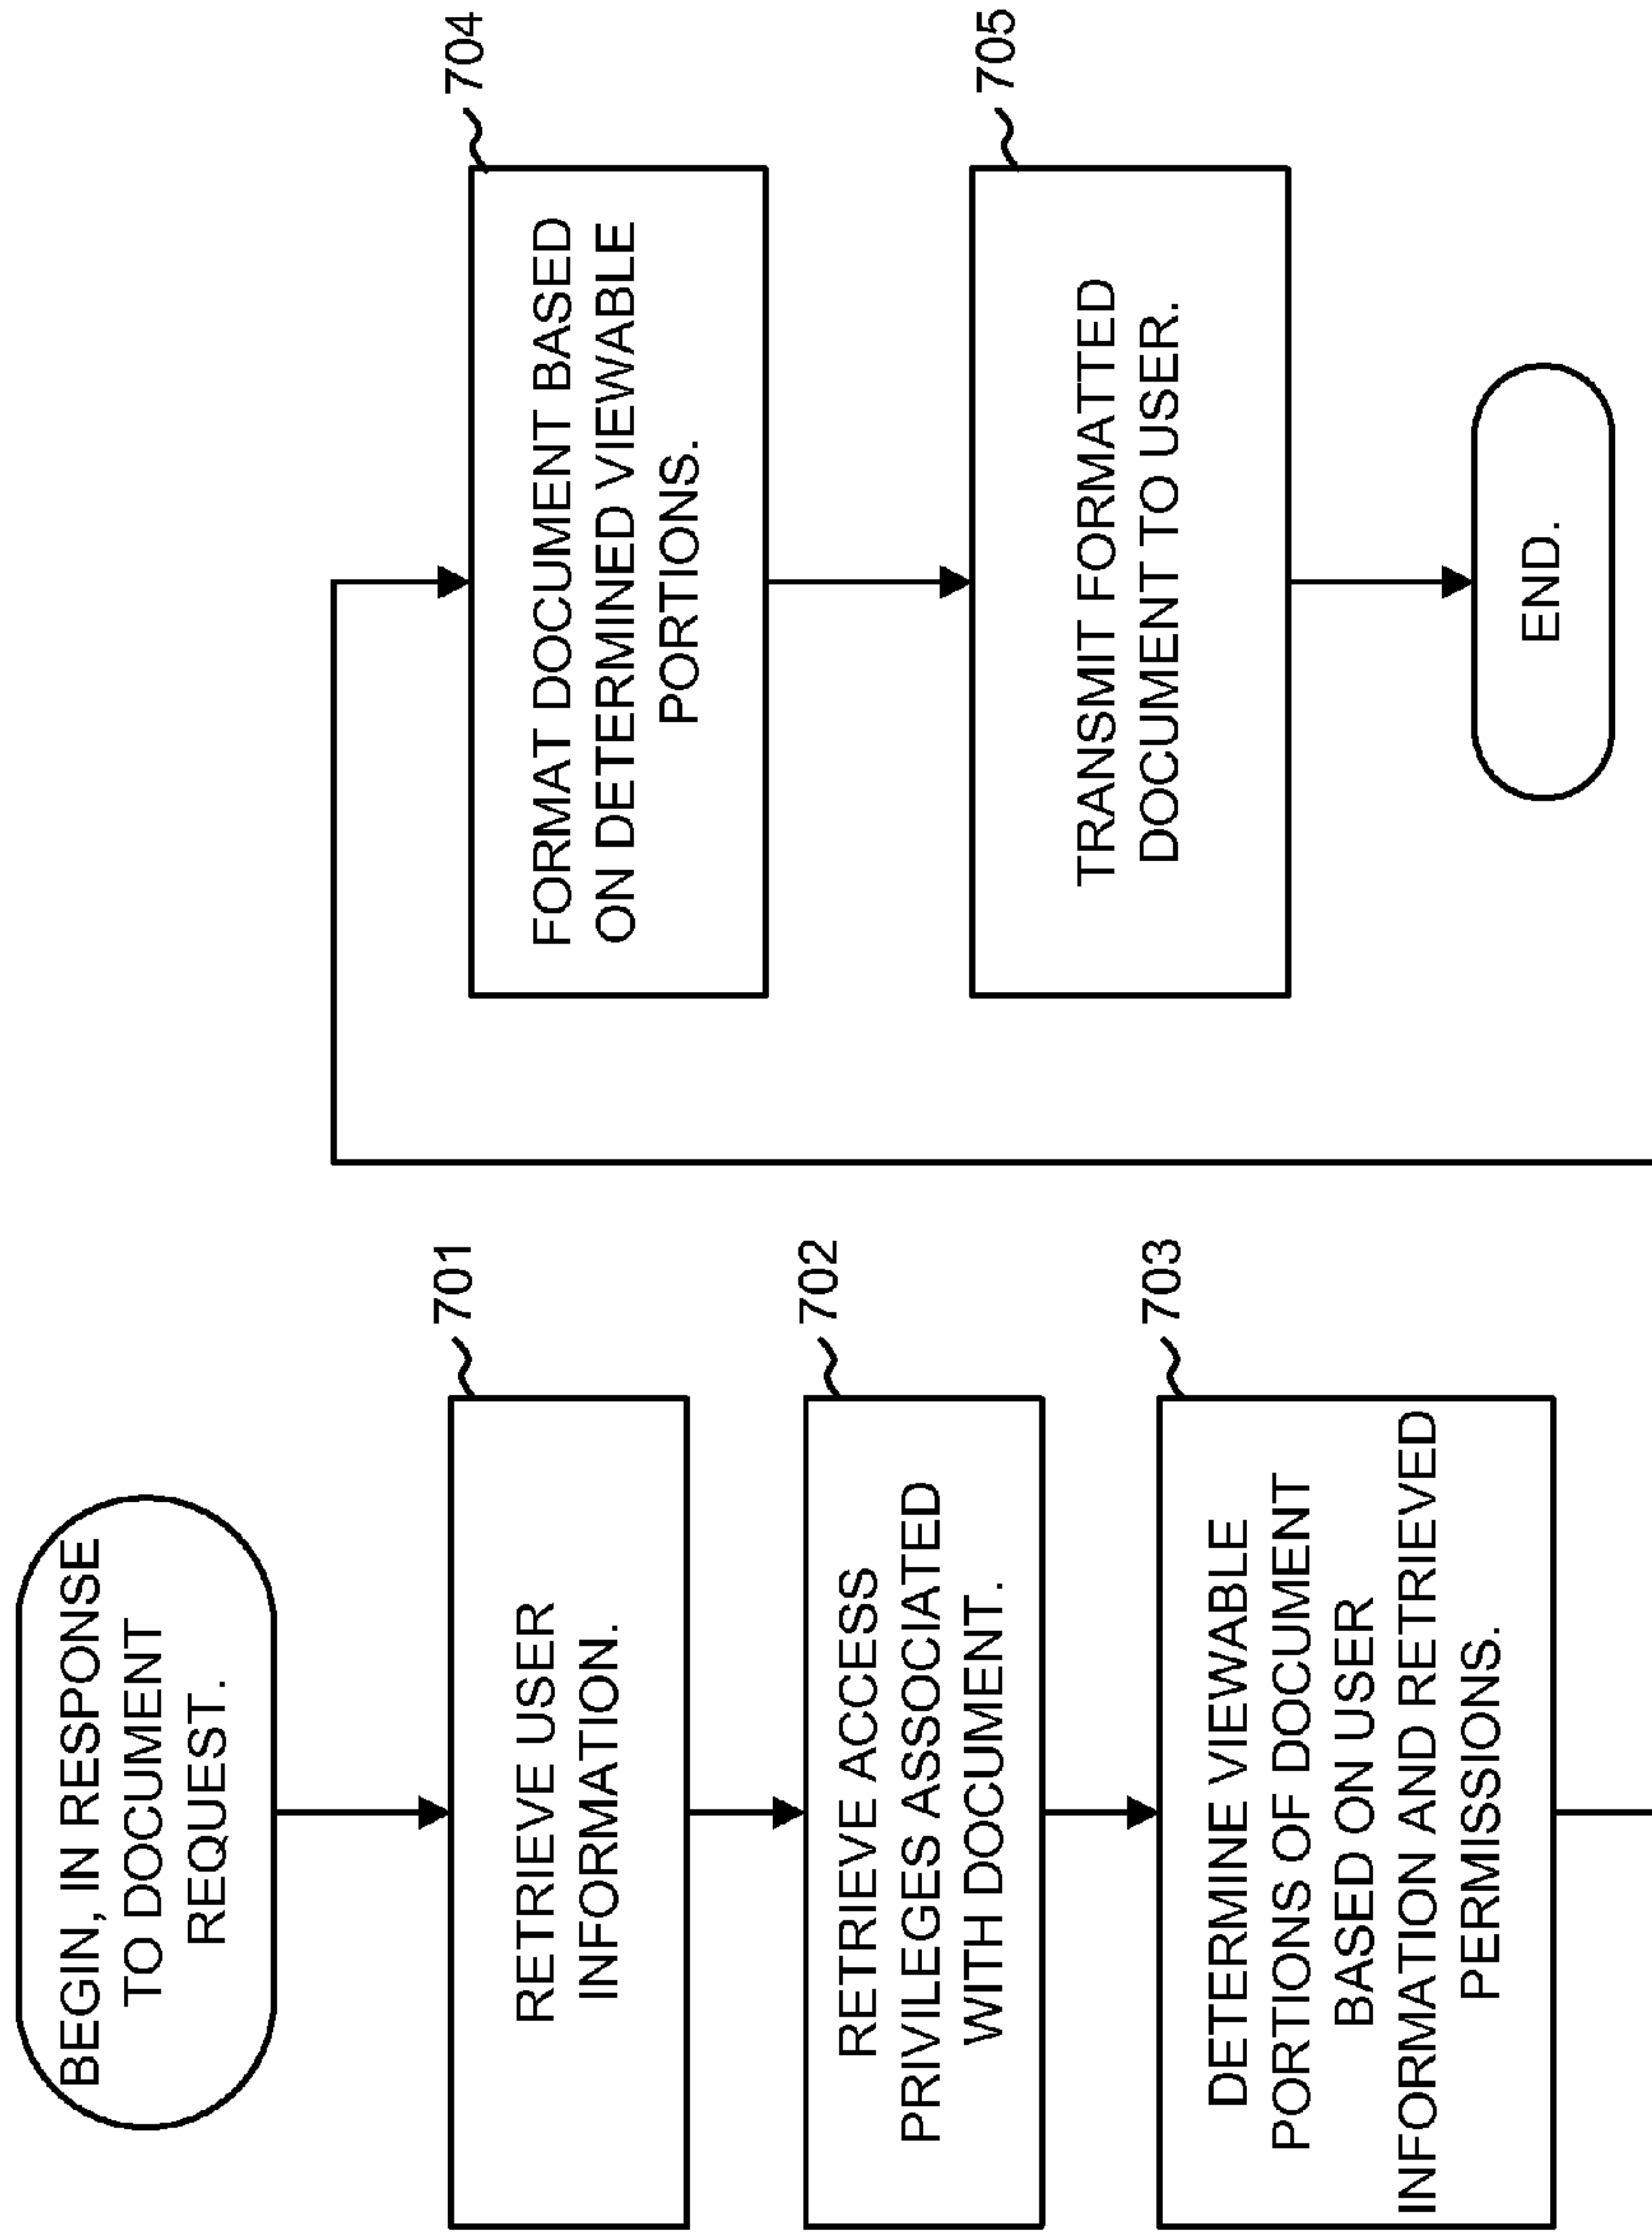 BEGIN, IN RESPONSE
TO DOCUMENT
REQUEST.
701
RETRIEVE USER
INFORMATION.
702
RETRIEVE ACCESS
PRIVILEGES ASSOCIATED
WITH DOCUMENT.
703
DETERMINE VIEWABLE
PORTIONS OF DOCUMENT
BASED ON USER
INFORMATION AND RETRIEVED
PERMISSIONS.
704
FORMAT DOCUMENT BASED
ON DETERMINED VIEWABLE
PORTIONS.
705
TRANSMIT FORMATTED
DOCUMENT TO USER.
END.